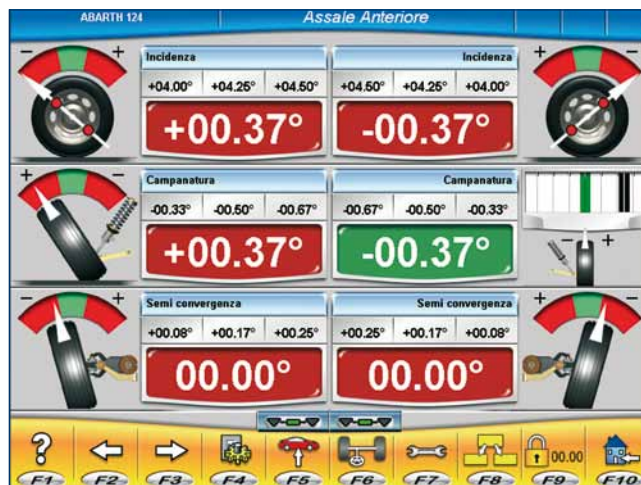 ABARTH 124 Assale Anteriore
- + Incidenza Incidenza + -
+04.00° +04.25° +04.50° +04.50° +04.25° +04.00°
+00.37° -00.37°
+ - Campanatura Campanatura
-00.33° -00.50° -00.67° -00.67° -00.50° -00.33°
+00.37° -00.37°
- +
- + Semi convergenza Semi convergenza + -
+00.08° +00.17° +00.25° +00.25° +00.17° +00.08°
00.00° 00.00°
? 00.00
F1 F2 F3 F4 F5 F6 F7 F8 F9 F10